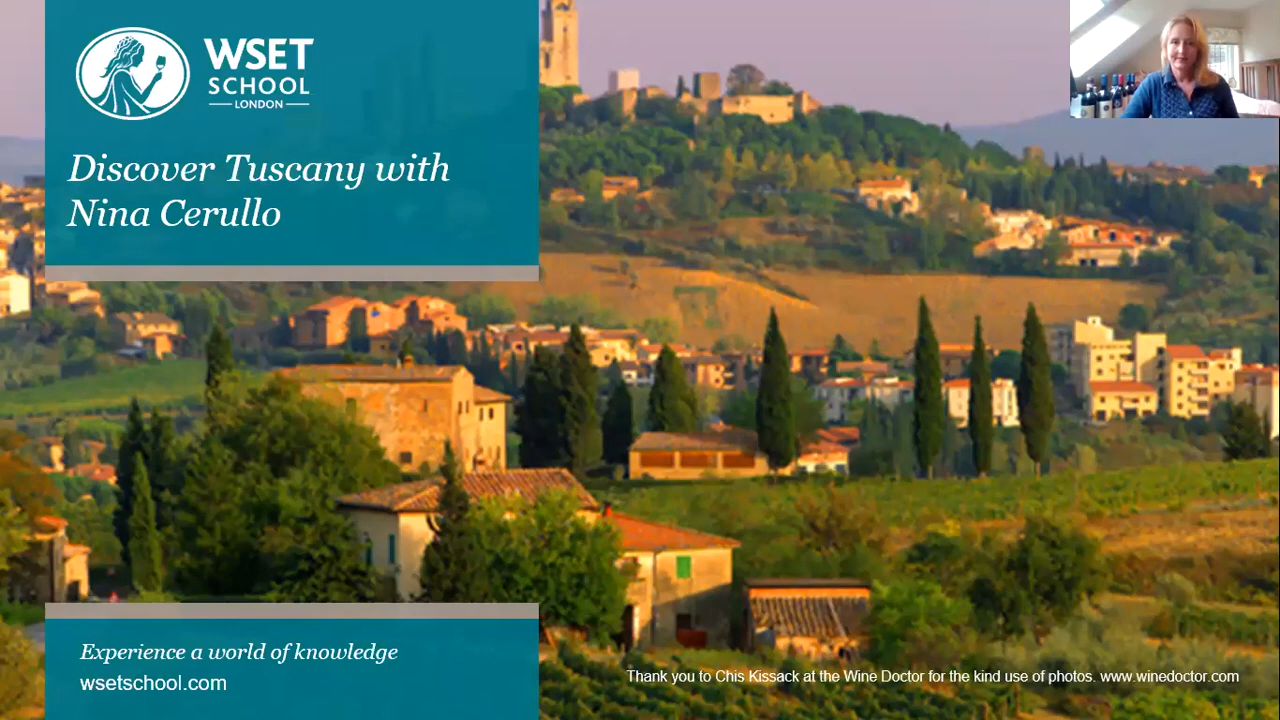 WSET
SCHOOL
LONDON
Discover Tuscany with
Nina Cerullo
Experience a world of knowledge
wsetschool.com
Thank you to Chis Kissack at the Wine Doctor for the kind use of photos. www.winedoctor.com